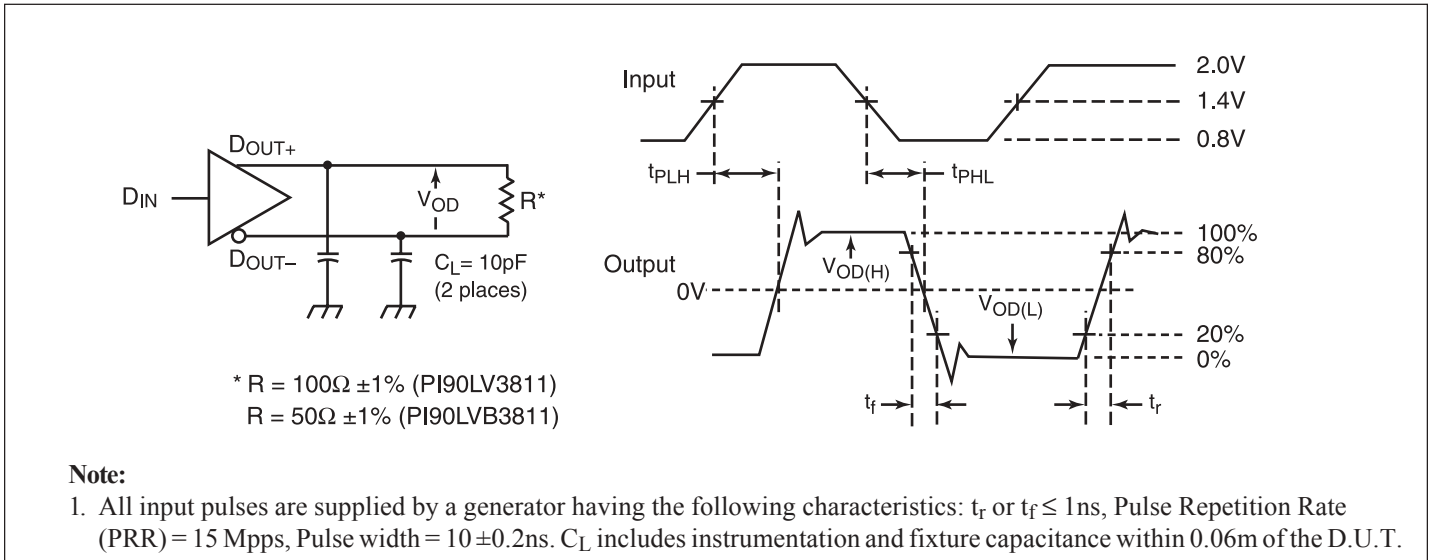 DOUT+
DIN
VOD
R*
DOUT–
CL= 10pF
(2 places)
* R = 100Ω ±1% (PI90LV3811)
R = 50Ω ±1% (PI90LVB3811)
Input
2.0V
1.4V
0.8V
tPLH
tPHL
Output
0V
VOD(H)
VOD(L)
100%
80%
20%
0%
tf
tr
Note:
1. All input pulses are supplied by a generator having the following characteristics: tr or tf ≤ 1ns, Pulse Repetition Rate
(PRR) = 15 Mpps, Pulse width = 10 ±0.2ns. CL includes instrumentation and fixture capacitance within 0.06m of the D.U.T.